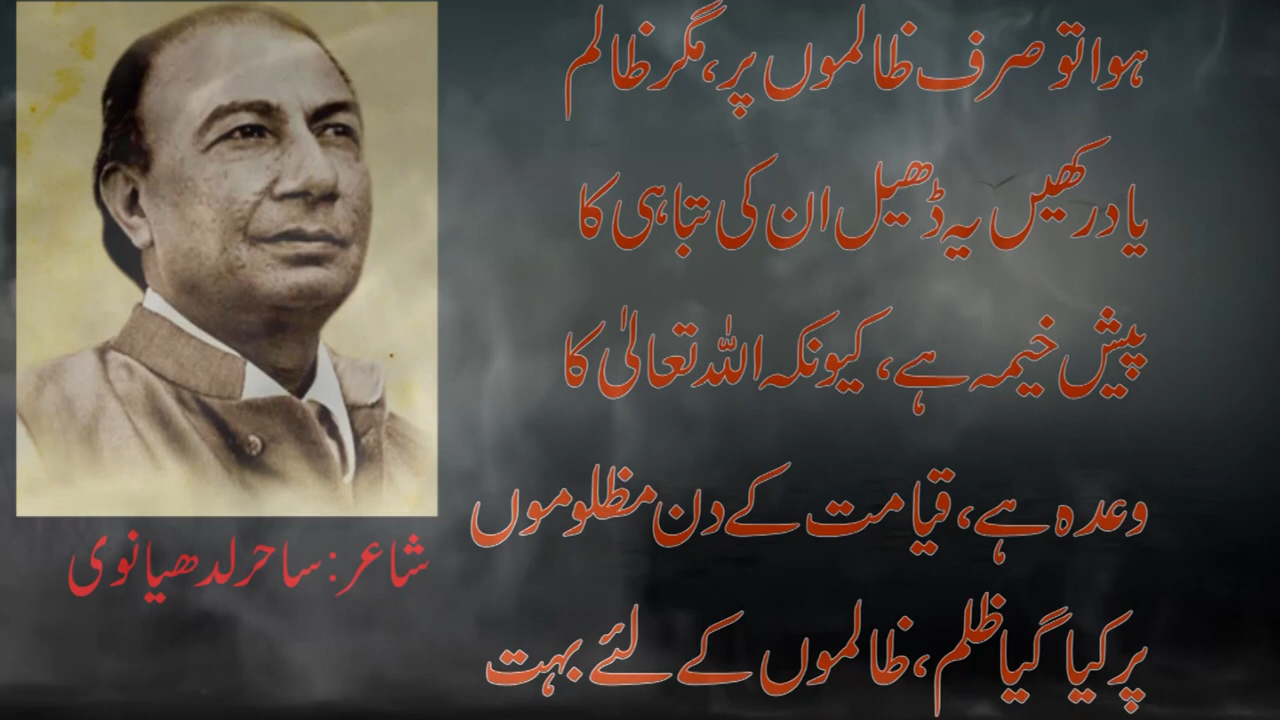 ہوا تو صرف ظالموں پر، مگر ظالم
یاد رکھیں یہ ڈھیل ان کی تباہی کا
پیش خیمہ ہے، کیونکہ اللہ تعالیٰ کا
وعدہ ہے، قیامت کے دن مظلوموں
پر کیا گیا ظلم، ظالموں کے لئے بہت
شاعر: ساحر لدھیانوی